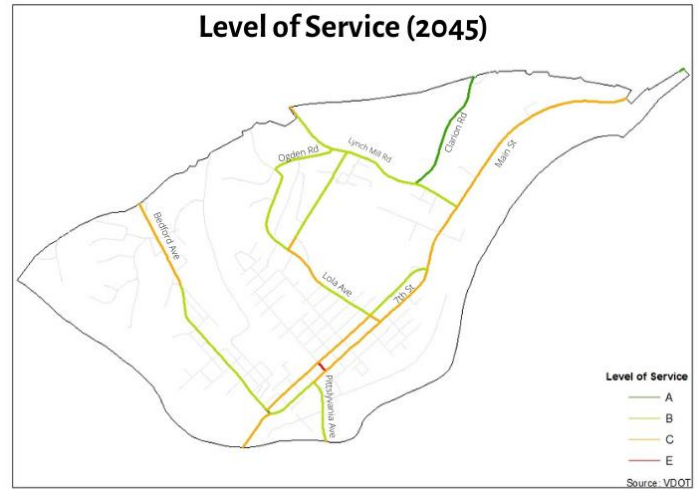 Level of Service (2045)
Clarion Rd
Lynch Mill Rd
Ogden Rd
Main St
Bedford Ave
Lola Ave
7th St
Pittslyvania Ave
Level of Service
A
B
C
E
Source: VDOT